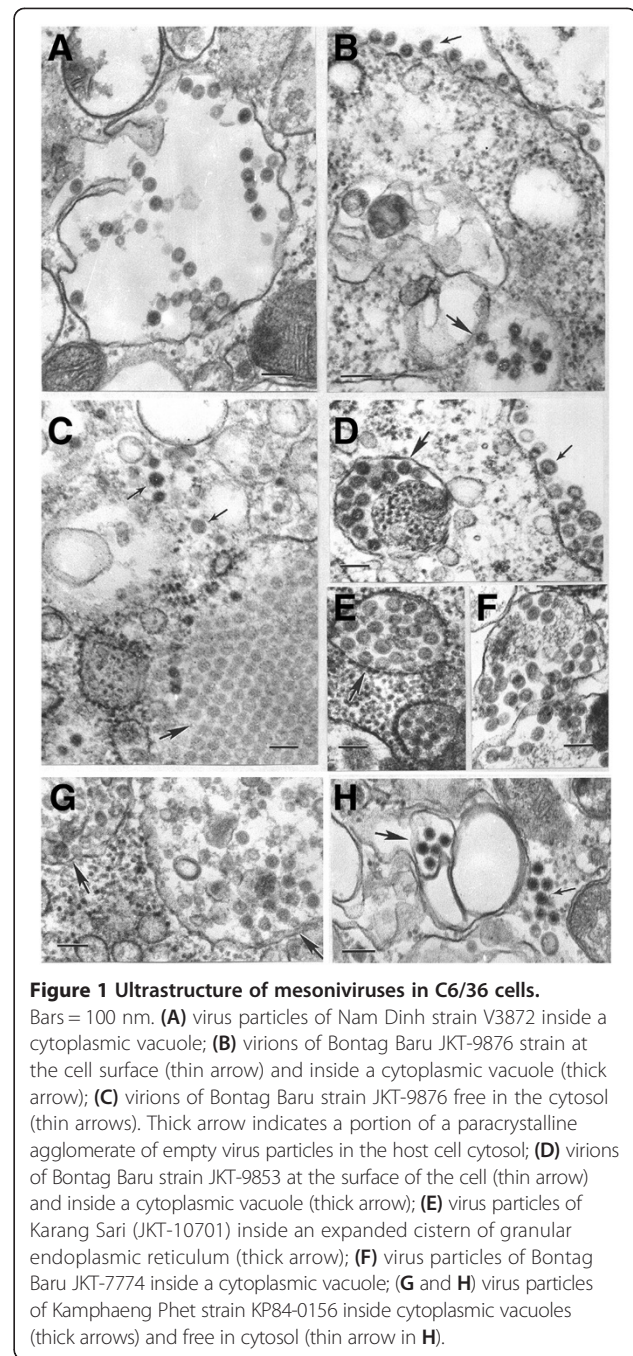 A
B
C
D
E
F
G
H
Figure 1 Ultrastructure of mesoniviruses in C6/36 cells.
Bars = 100 nm. (A) virus particles of Nam Dinh strain V3872 inside a
cytoplasmic vacuole; (B) virions of Bontag Baru JKT-9876 strain at
the cell surface (thin arrow) and inside a cytoplasmic vacuole (thick
arrow); (C) virions of Bontag Baru strain JKT-9876 free in the cytosol
(thin arrows). Thick arrow indicates a portion of a paracrystalline
agglomerate of empty virus particles in the host cell cytosol; (D) virions
of Bontag Baru strain JKT-9853 at the surface of the cell (thin arrow)
and inside a cytoplasmic vacuole (thick arrow); (E) virus particles of
Karang Sari (JKT-10701) inside an expanded cistern of granular
endoplasmic reticulum (thick arrow); (F) virus particles of Bontag
Baru JKT-7774 inside a cytoplasmic vacuole; (G and H) virus particles
of Kamphaeng Phet strain KP84-0156 inside cytoplasmic vacuoles
(thick arrows) and free in cytosol (thin arrow in H).